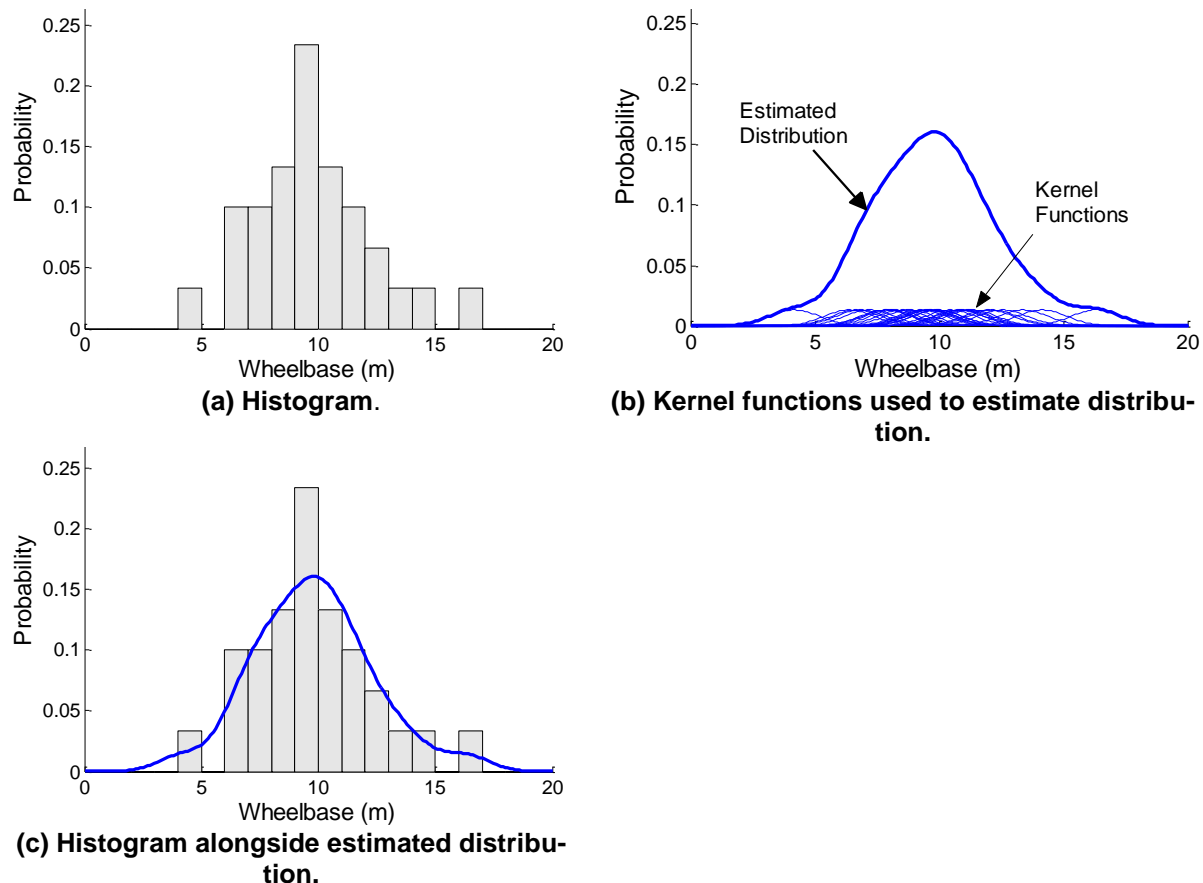 0.25
0.2
0.15
0.1
0.05
0
Probability
0 5 10 15 20
Wheelbase (m)
(a) Histogram.
0.25
0.2
0.15
0.1
0.05
0
Probability
Estimated
Distribution
Kernel
Functions
0 5 10 15 20
Wheelbase (m)
(b) Kernel functions used to estimate distribu-
tion.
0.25
0.2
0.15
0.1
0.05
0
Probability
0 5 10 15 20
Wheelbase (m)
(c) Histogram alongside estimated distribu-
tion.